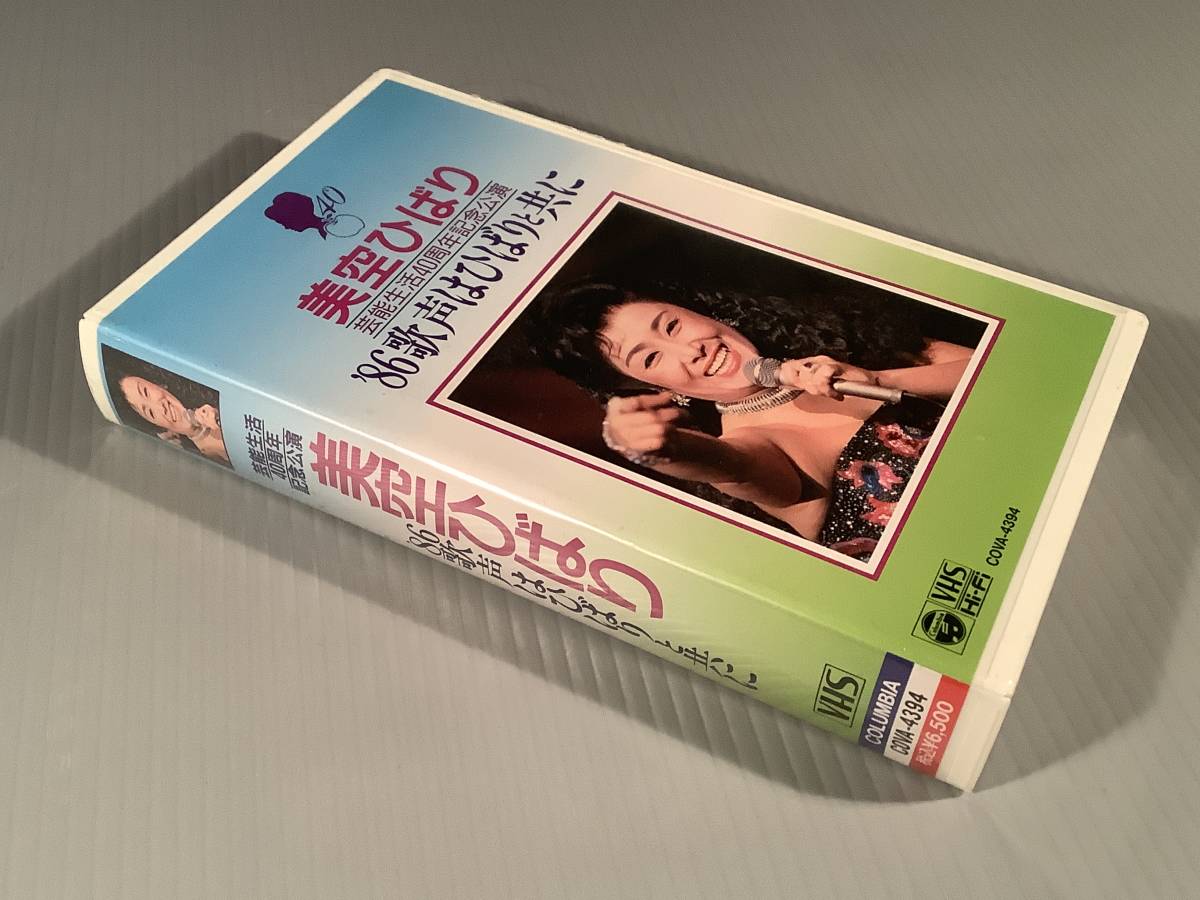 40
美空ひばり
芸能生活40周年記念公演
'86歌声はひばりと共に
Columbia
VHS
Hi-Fi
COVA-4394
芸能生活
40周年
記念公演
美空ひばり
'86歌声はひばりと共に
VHS
COLUMBIA
COVA-4394
税込¥6,500